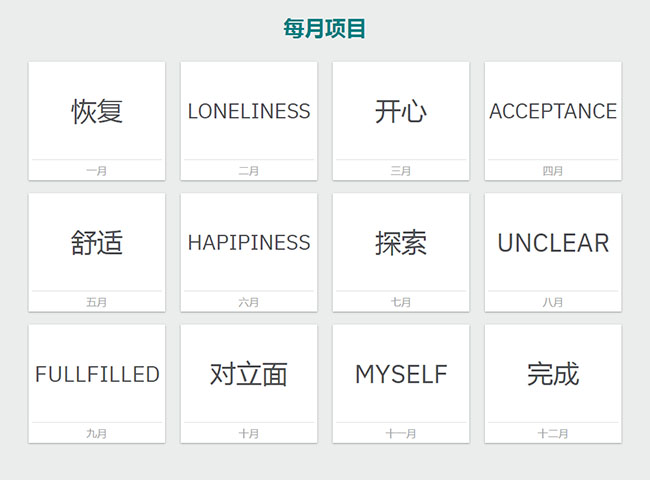 每月项目
恢复
一月
LONELINESS
二月
开心
三月
ACCEPTANCE
四月
舒适
五月
HAPIPINESS
六月
探索
七月
UNCLEAR
八月
FULLFILLED
九月
对立面
十月
MYSELF
十一月
完成
十二月